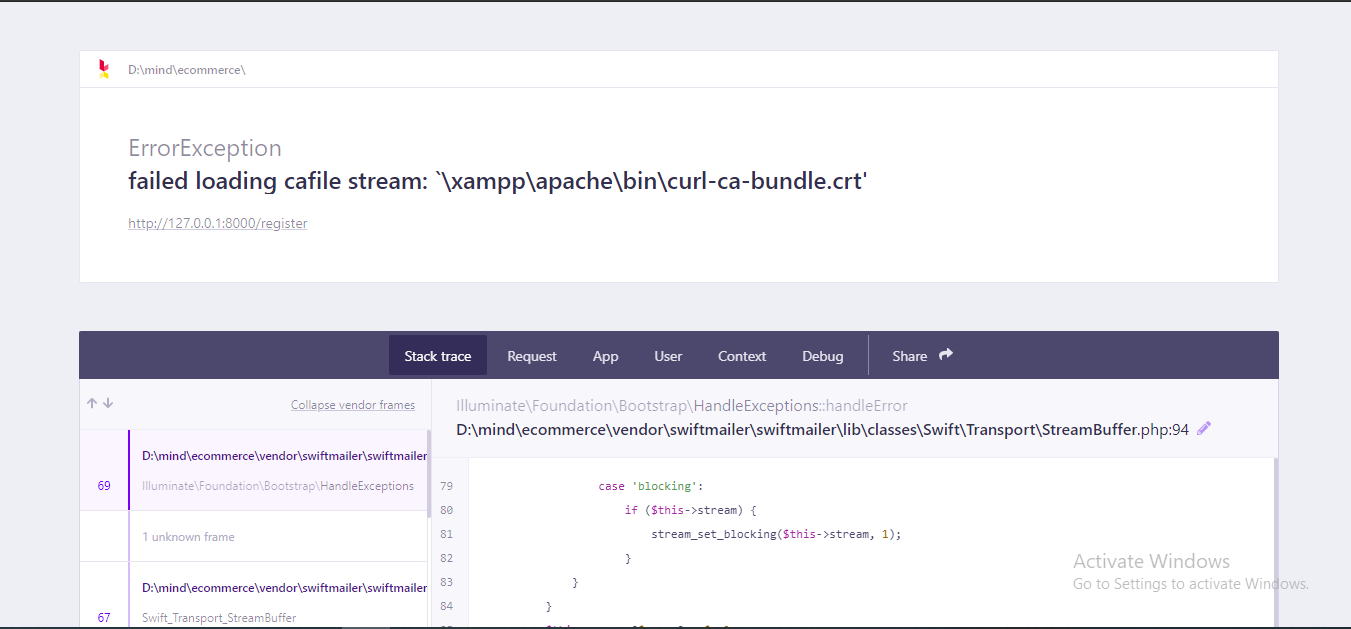 D:\mind\ecommerce\
ErrorException
failed loading cafile stream: `\xampp\apache\bin\curl-ca-bundle.crt'
http://127.0.0.1:8000/register
Stack trace Request App User Context Debug Share
Collapse vendor frames
D:\mind\ecommerce\vendor\swiftmailer\swiftmailer
69 Illuminate\Foundation\Bootstrap\HandleExceptions
1 unknown frame
D:\mind\ecommerce\vendor\swiftmailer\swiftmailer
67 Swift_Transport_StreamBuffer
Illuminate\Foundation\Bootstrap\HandleExceptions::handleError
D:\mind\ecommerce\vendor\swiftmailer\swiftmailer\lib\classes\Swift\Transport\StreamBuffer.php:94
79 case 'blocking':
80 if ($this->stream) {
81 stream_set_blocking($this->stream, 1);
82 }
83 }
84 }
Activate Windows
Go to Settings to activate Windows.